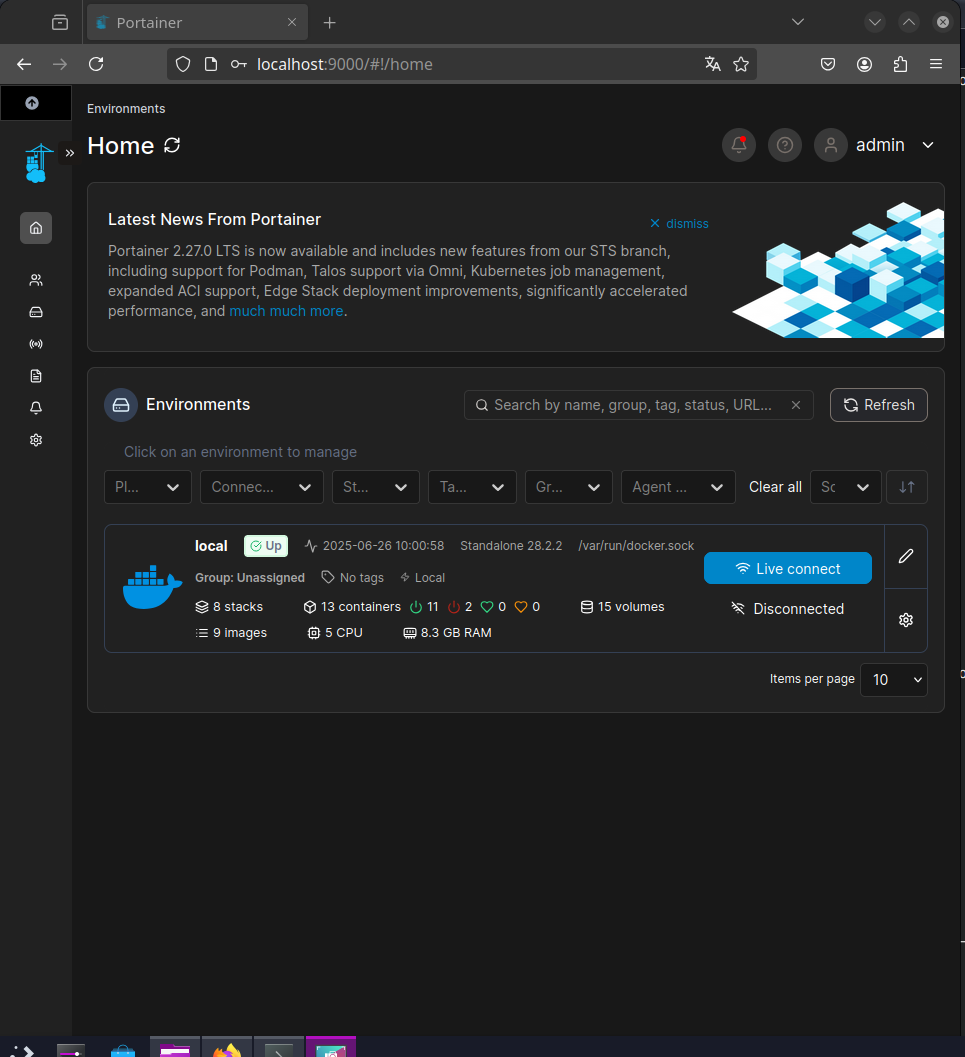 Portainer
localhost:9000/#!/home
Environments
Home
admin
Latest News From Portainer
dismiss
Portainer 2.27.0 LTS is now available and includes new features from our STS branch,
including support for Podman, Talos support via Omni, Kubernetes job management,
expanded ACI support, Edge Stack deployment improvements, significantly accelerated
performance, and much much more.
Environments
Search by name, group, tag, status, URL...
Refresh
Click on an environment to manage
Pl... Connec... St... Ta... Gr... Agent ... Clear all Sc
local Up 2025-06-26 10:00:58 Standalone 28.2.2 /var/run/docker.sock
Group: Unassigned No tags Local
8 stacks 13 containers 11 2 0 0 15 volumes
9 images 5 CPU 8.3 GB RAM
Live connect
Disconnected
Items per page 10